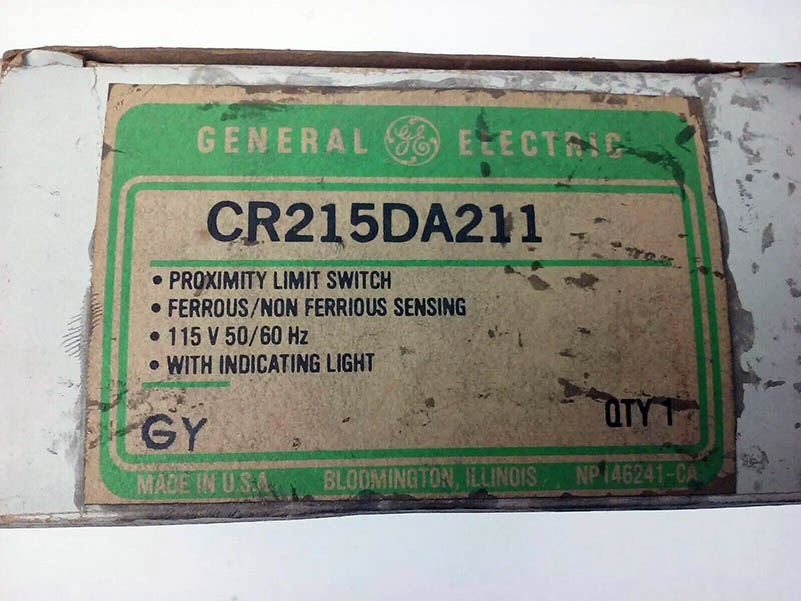 GENERAL GE ELECTRIC
CR215DA211
• PROXIMITY LIMIT SWITCH
• FERROUS/NON FERRIOUS SENSING
• 115 V 50/60 Hz
• WITH INDICATING LIGHT
GY
QTY 1
MADE IN U.S.A. BLOOMINGTON, ILLINOIS NP146241-CA